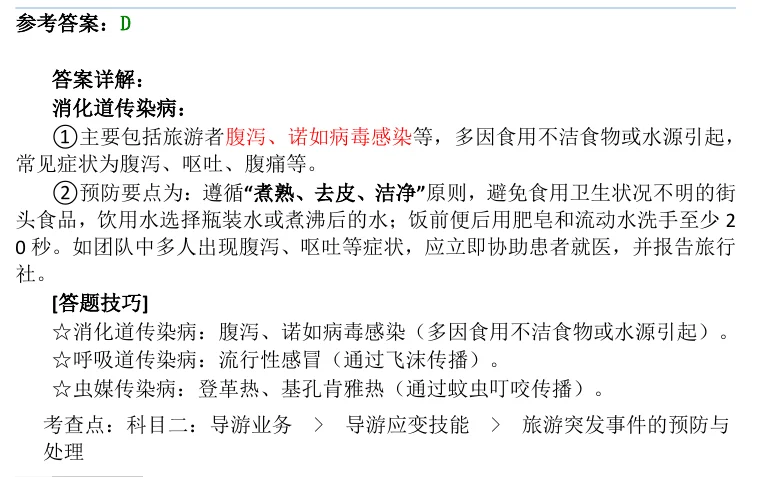 参考答案：D
答案详解：
消化道传染病：
①主要包括旅游者腹泻、诺如病毒感染等，多因食用不洁食物或水源引起，
常见症状为腹泻、呕吐、腹痛等。
②预防要点为：遵循“煮熟、去皮、洁净”原则，避免食用卫生状况不明的街
头食品，饮用水选择瓶装水或煮沸后的水；饭前便后用肥皂和流动水洗手至少 2
0 秒。如团队中多人出现腹泻、呕吐等症状，应立即协助患者就医，并报告旅行
社。
[答题技巧]
☆消化道传染病：腹泻、诺如病毒感染（多因食用不洁食物或水源引起）。
☆呼吸道传染病：流行性感冒（通过飞沫传播）。
☆虫媒传染病：登革热、基孔肯雅热（通过蚊虫叮咬传播）。
考查点：科目二：导游业务 > 导游应变技能 > 旅游突发事件的预防与
处理